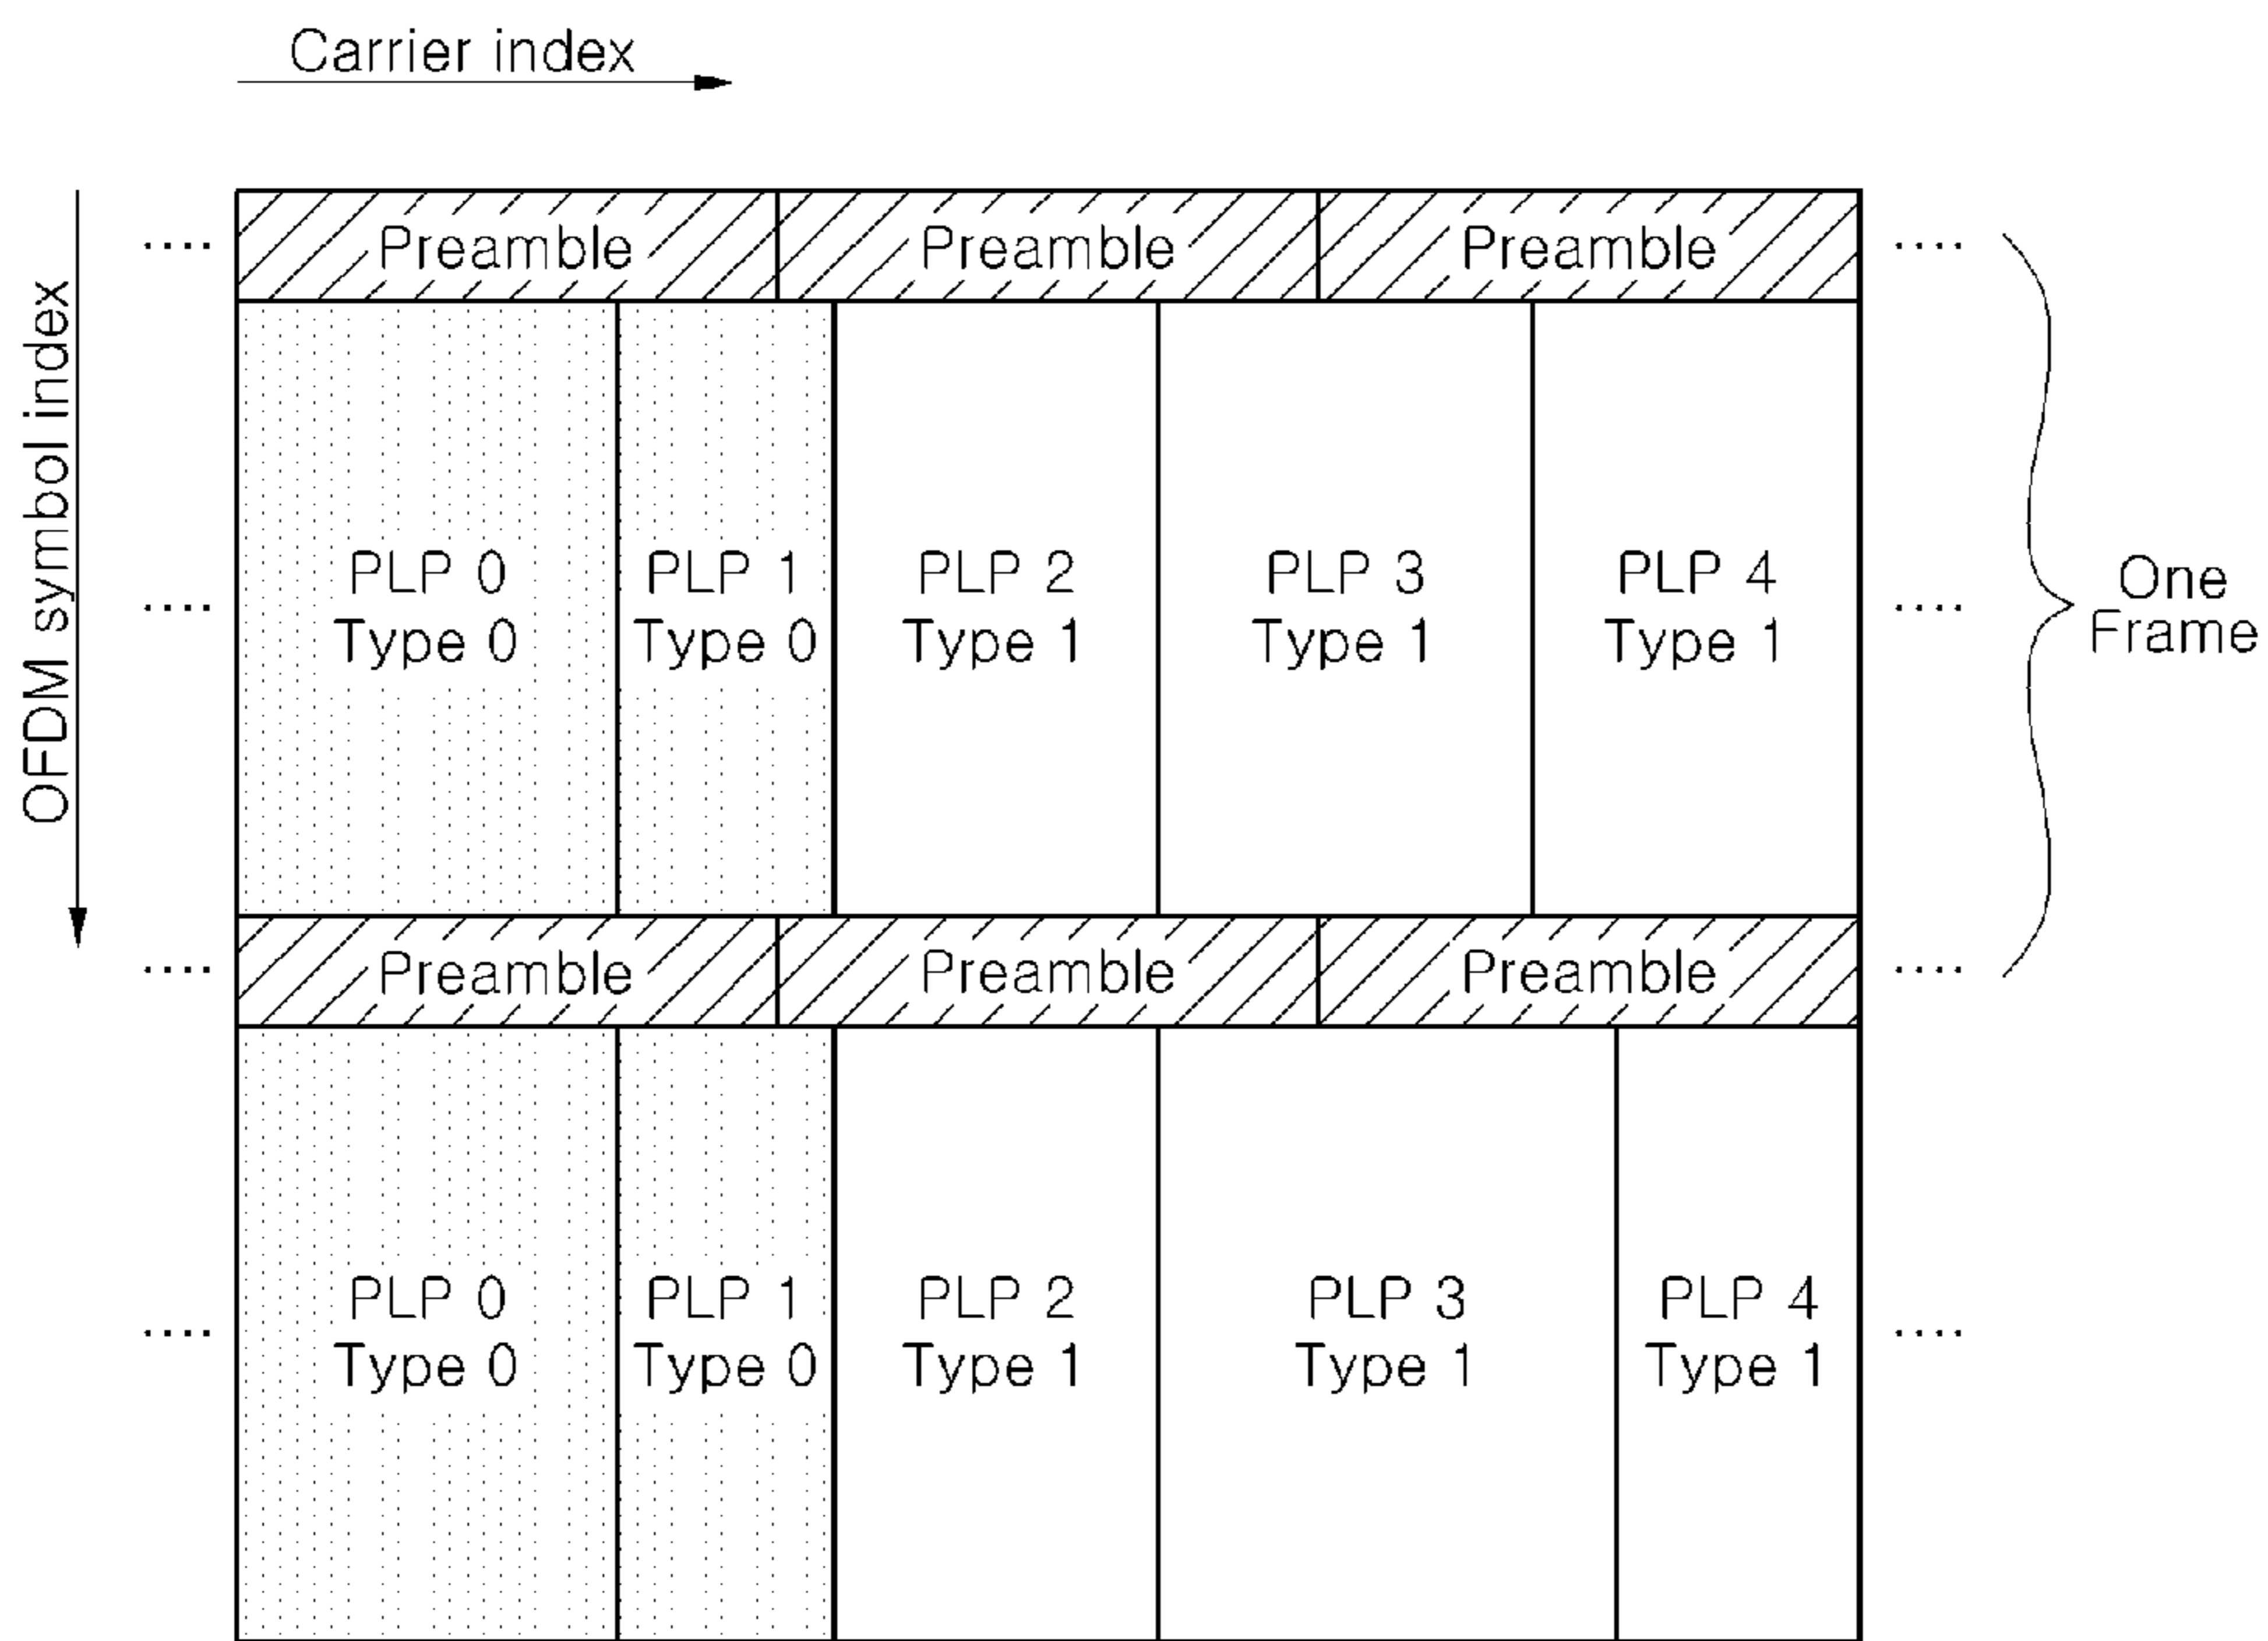 Carrier index
OFDM symbol index
.... Preamble Preamble Preamble ....
.... PLP 0 PLP 1 PLP 2 PLP 3 PLP 4 ....
Type 0 Type 0 Type 1 Type 1 Type 1
One
Frame
.... Preamble Preamble Preamble ....
.... PLP 0 PLP 1 PLP 2 PLP 3 PLP 4 ....
Type 0 Type 0 Type 1 Type 1 Type 1